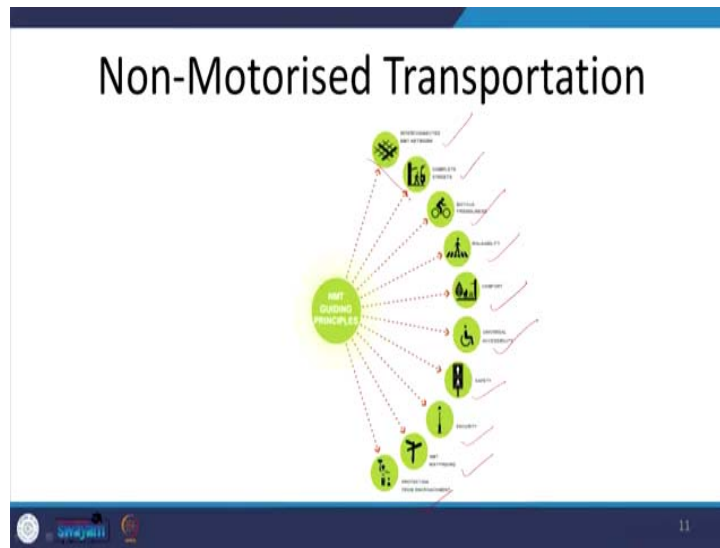 Non-Motorised Transportation
INTERCONNECTED
NMT NETWORK
COMPLETE
STREETS
BICYCLE
FRIENDLINESS
WALKABILITY
COMFORT
UNIVERSAL
ACCESSIBILITY
NMT
GUIDING
PRINCIPLES
SAFETY
SECURITY
NMT
WAYFINDING
PROTECTION
FROM ENCROACHMENT
swayam
11